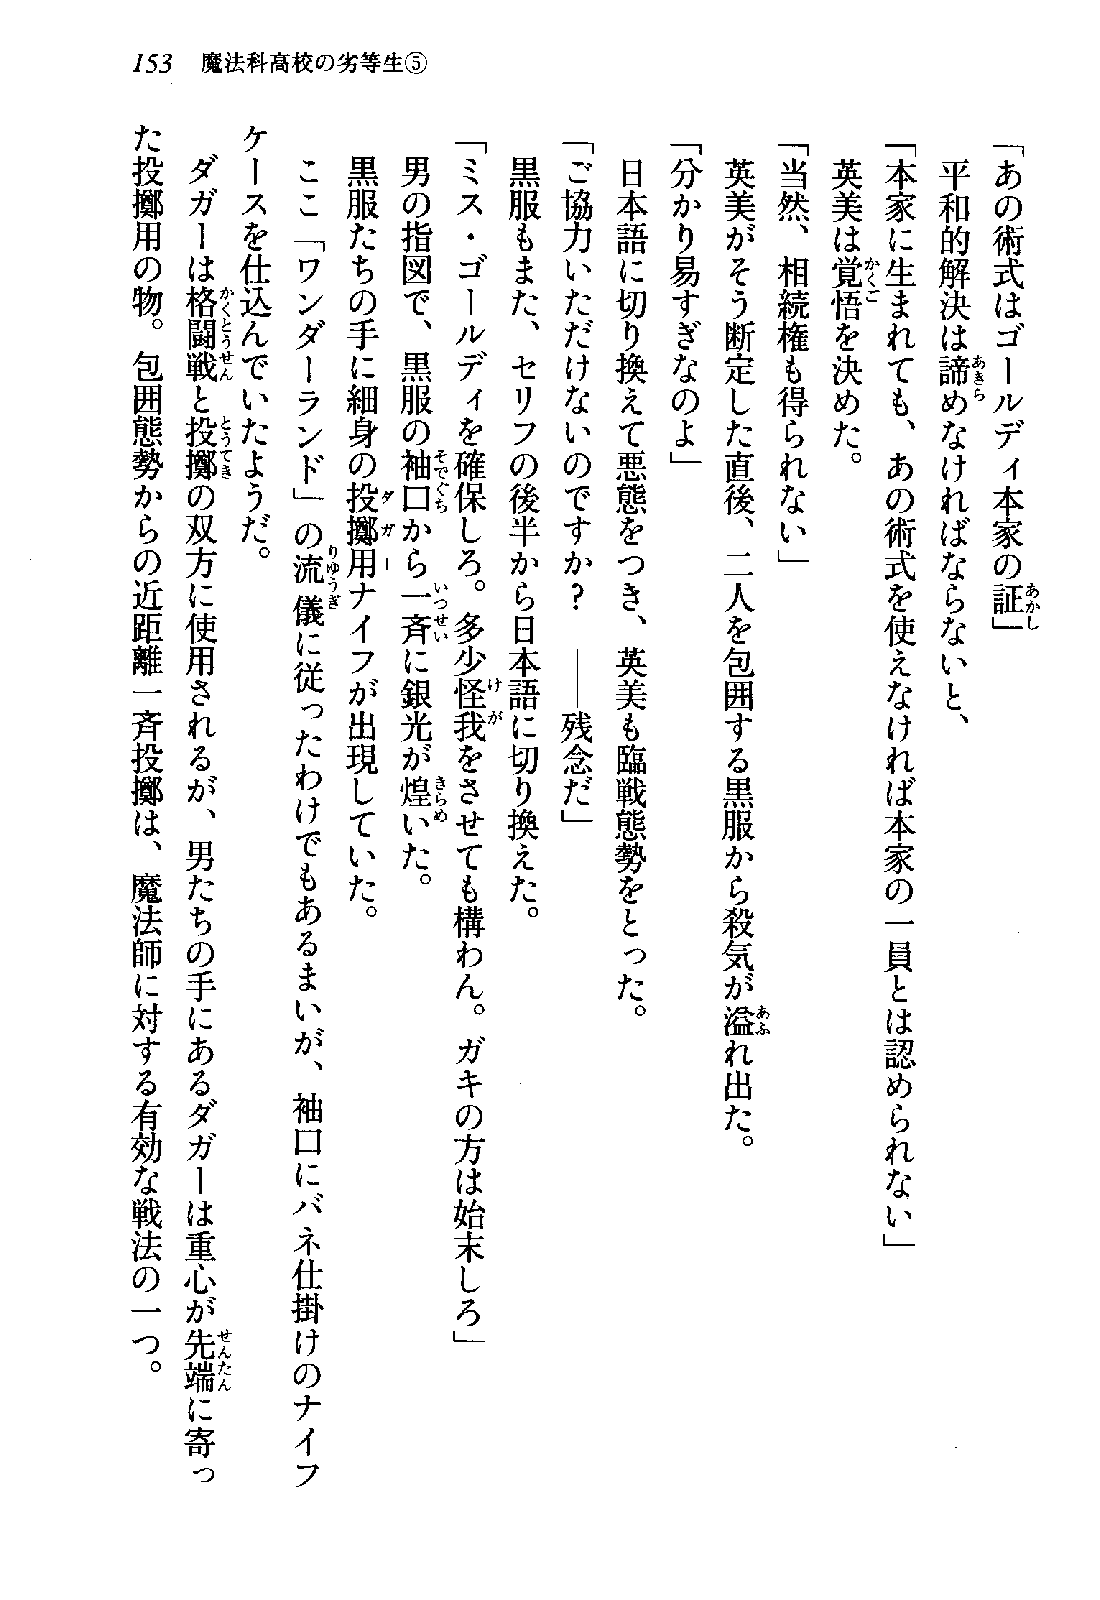 153 魔法科高校の劣等生⑤
「あの術式はゴールディ本家の証」
平和的解決は諦めなければならないと、
「本家に生まれても、あの術式を使えなければ本家の一員とは認められない」
英美は覚悟を決めた。
「当然、相続権も得られない」
英美がそう断定した直後、二人を包囲する黒服から殺気が溢れ出た。
「分かり易すぎなのよ」
日本語に切り換えて悪態をつき、英美も臨戦態勢をとった。
「ご協力いただけないのですか？　――残念だ」
黒服もまた、セリフの後半から日本語に切り換えた。
「ミス・ゴールディを確保しろ。多少怪我をさせても構わん。ガキの方は始末しろ」
男の指図で、黒服の袖口から一斉に銀光が煌いた。
黒服たちの手に細身の投擲用ナイフが出現していた。
ここ「ワンダーランド」の流儀に従ったわけでもあるまいが、袖口にバネ仕掛けのナイフ
ケースを仕込んでいたようだ。
ダガーは格闘戦と投擲の双方に使用されるが、男たちの手にあるダガーは重心が先端に寄っ
た投擲用の物。包囲態勢からの近距離一斉投擲は、魔法師に対する有効な戦法の一つ。